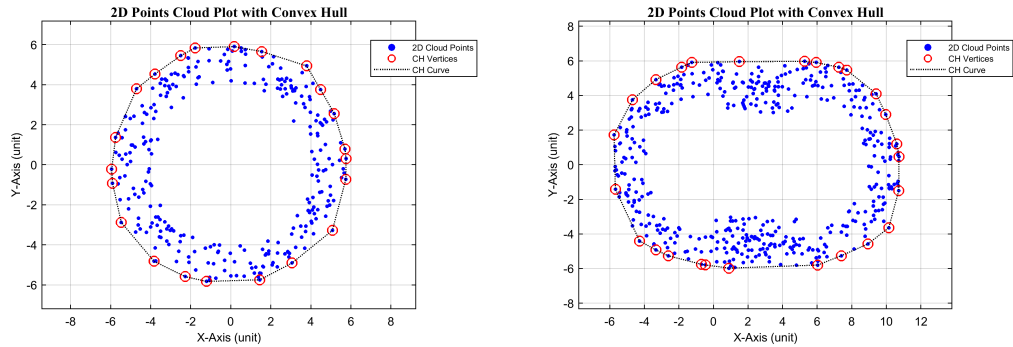 2D Points Cloud Plot with Convex Hull
2D Cloud Points
CH Vertices
CH Curve
6
4
2
0
-2
-4
-6
Y-Axis (unit)
-8 -6 -4 -2 0 2 4 6 8
X-Axis (unit)
2D Points Cloud Plot with Convex Hull
2D Cloud Points
CH Vertices
CH Curve
8
6
4
2
0
-2
-4
-6
-8
Y-Axis (unit)
-6 -4 -2 0 2 4 6 8 10 12
X-Axis (unit)